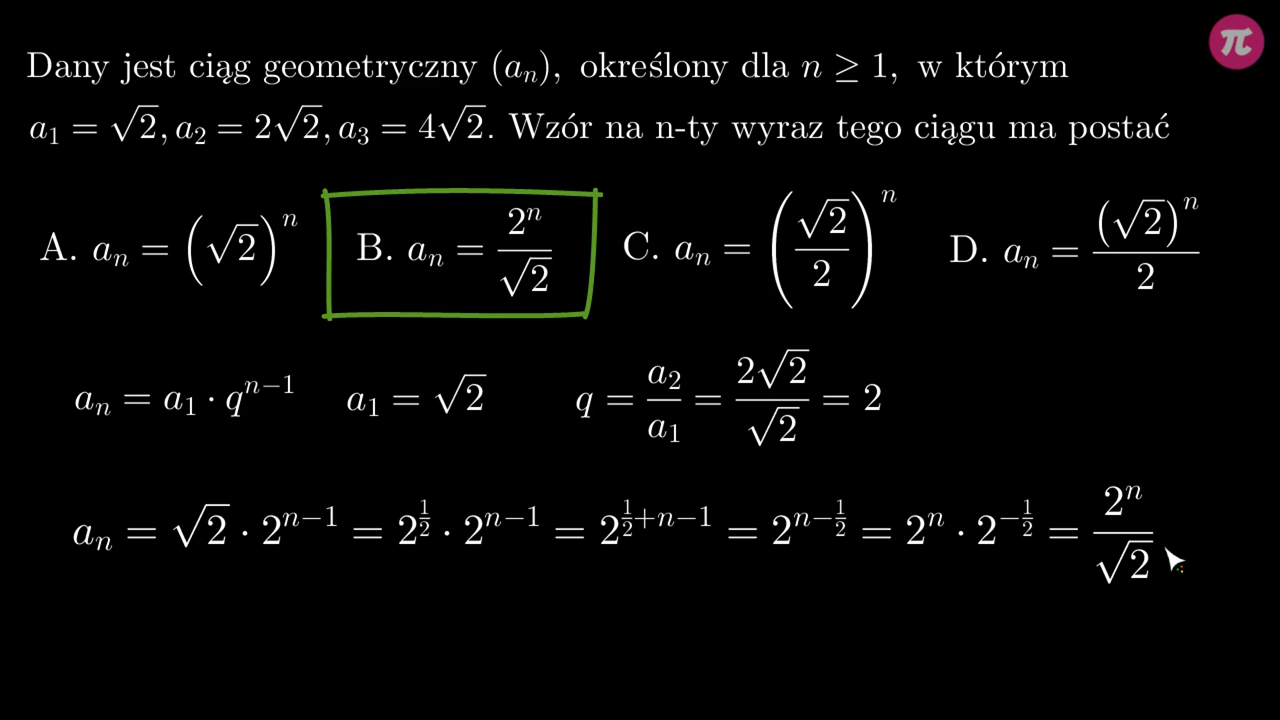 π
Dany jest ciąg geometryczny (aₙ), określony dla n ≥ 1, w którym
a₁ = √2, a₂ = 2√2, a₃ = 4√2. Wzór na n-ty wyraz tego ciągu ma postać
A. aₙ = (√2)ⁿ B. aₙ = 2ⁿ/√2 C. aₙ = (√2/2)ⁿ D. aₙ = (√2)ⁿ/2
aₙ = a₁ · qⁿ⁻¹ a₁ = √2 q = a₂/a₁ = 2√2/√2 = 2
aₙ = √2 · 2^(n−1) = 2^(1/2) · 2^(n−1) = 2^(1/2+n−1) = 2^(n−1/2) = 2ⁿ · 2^(−1/2) = 2ⁿ/√2